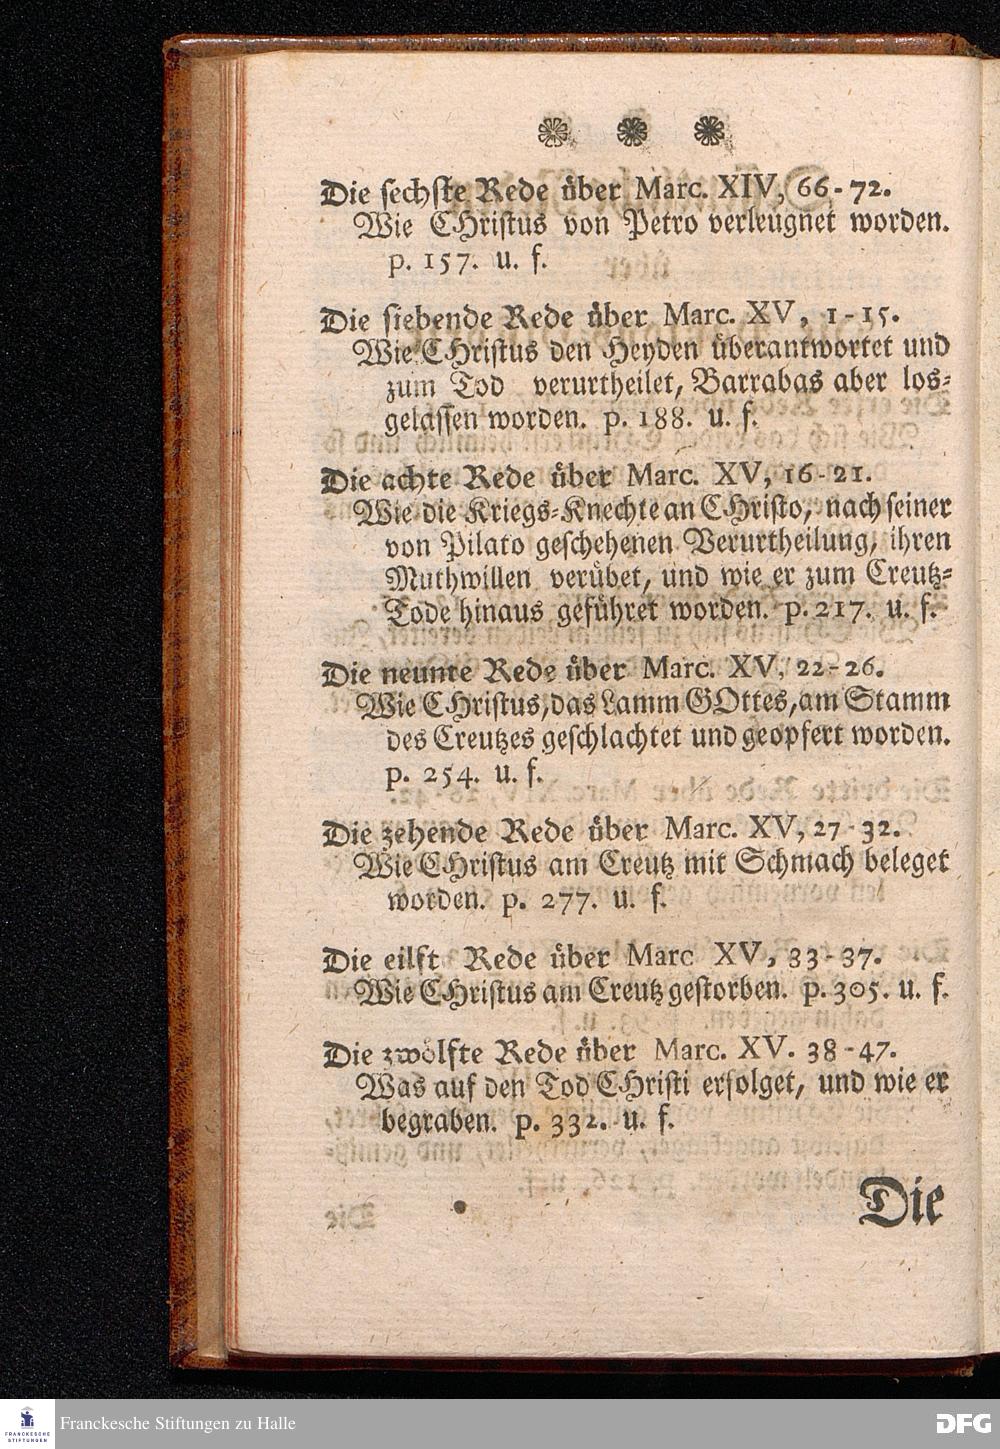 Die sechste Rede über Marc. XIV, 66-72.
Wie CHristus von Petro verleugnet worden.
p. 157. u. f.
Die siebende Rede über Marc. XV, 1-15.
Wie CHristus den Heyden überantwortet und
zum Tod verurtheilet, Barrabas aber los-
gelassen worden. p. 188. u. f.
Die achte Rede über Marc. XV, 16-21.
Wie die Kriegs-Knechte an CHristo, nach seiner
von Pilato geschehenen Verurtheilung, ihren
Muthwillen verübet, und wie er zum Creutz-
Tode hinaus geführet worden. p. 217. u. f.
Die neunte Rede über Marc. XV, 22-26.
Wie CHristus, das Lamm GOttes, am Stamm
des Creutzes geschlachtet und geopfert worden.
p. 254. u. f.
Die zehende Rede über Marc. XV, 27-32.
Wie CHristus am Creutz mit Schmach beleget
worden. p. 277. u. f.
Die eilft Rede über Marc XV, 33-37.
Wie CHristus am Creutz gestorben. p. 305. u. f.
Die zwölfte Rede über Marc. XV. 38-47.
Was auf den Tod CHristi erfolget, und wie er
begraben. p. 332. u. f.
Die
FRANCKESCHE
STIFTUNGEN
Franckesche Stiftungen zu Halle
DFG